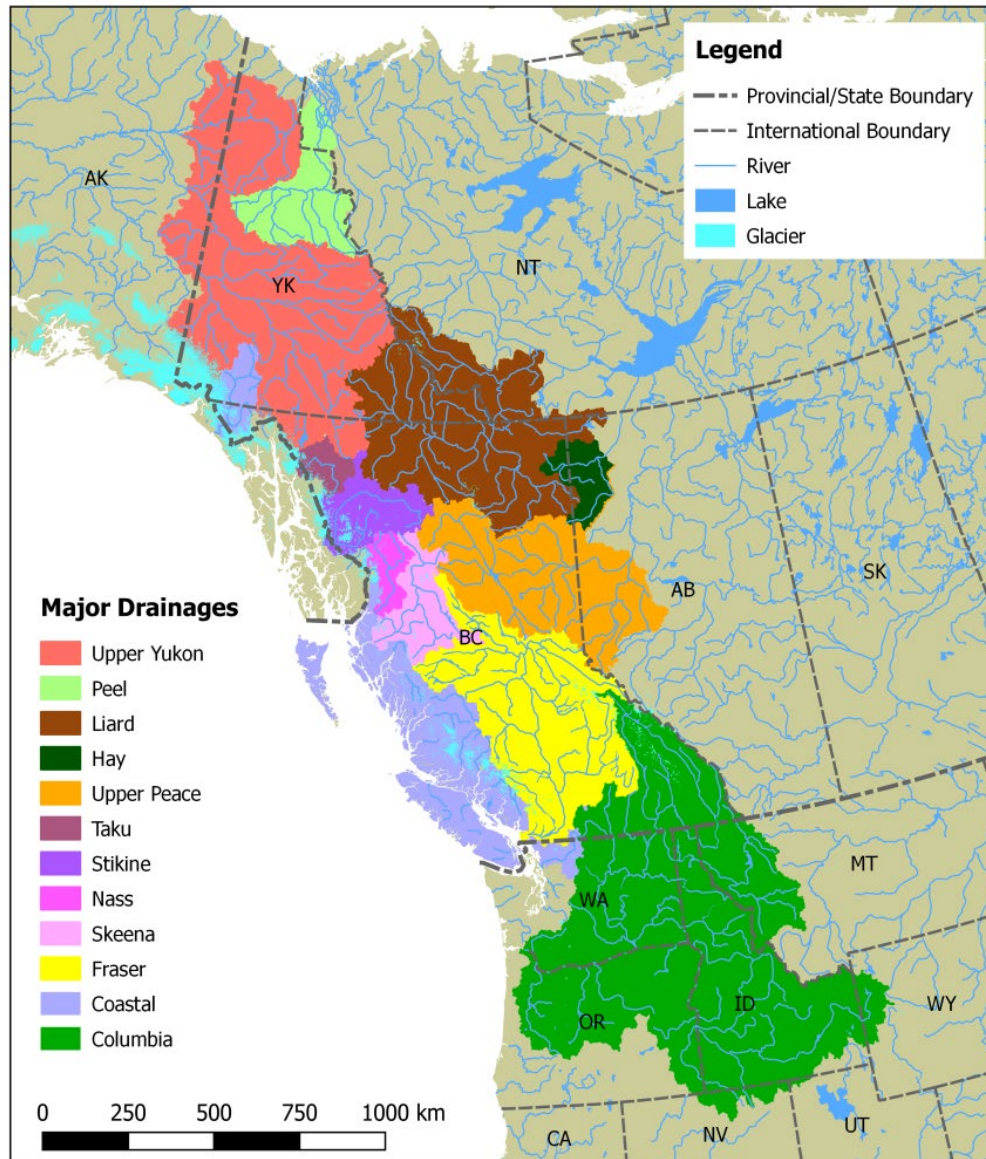 Legend
Provincial/State Boundary
International Boundary
River
Lake
Glacier
AK
YK
NT
AB
SK
BC
Major Drainages
Upper Yukon
Peel
Liard
Hay
Upper Peace
Taku
Stikine
Nass
Skeena
Fraser
Coastal
Columbia
MT
WA
OR
ID
WY
CA
NV
UT
0 250 500 750 1000 km